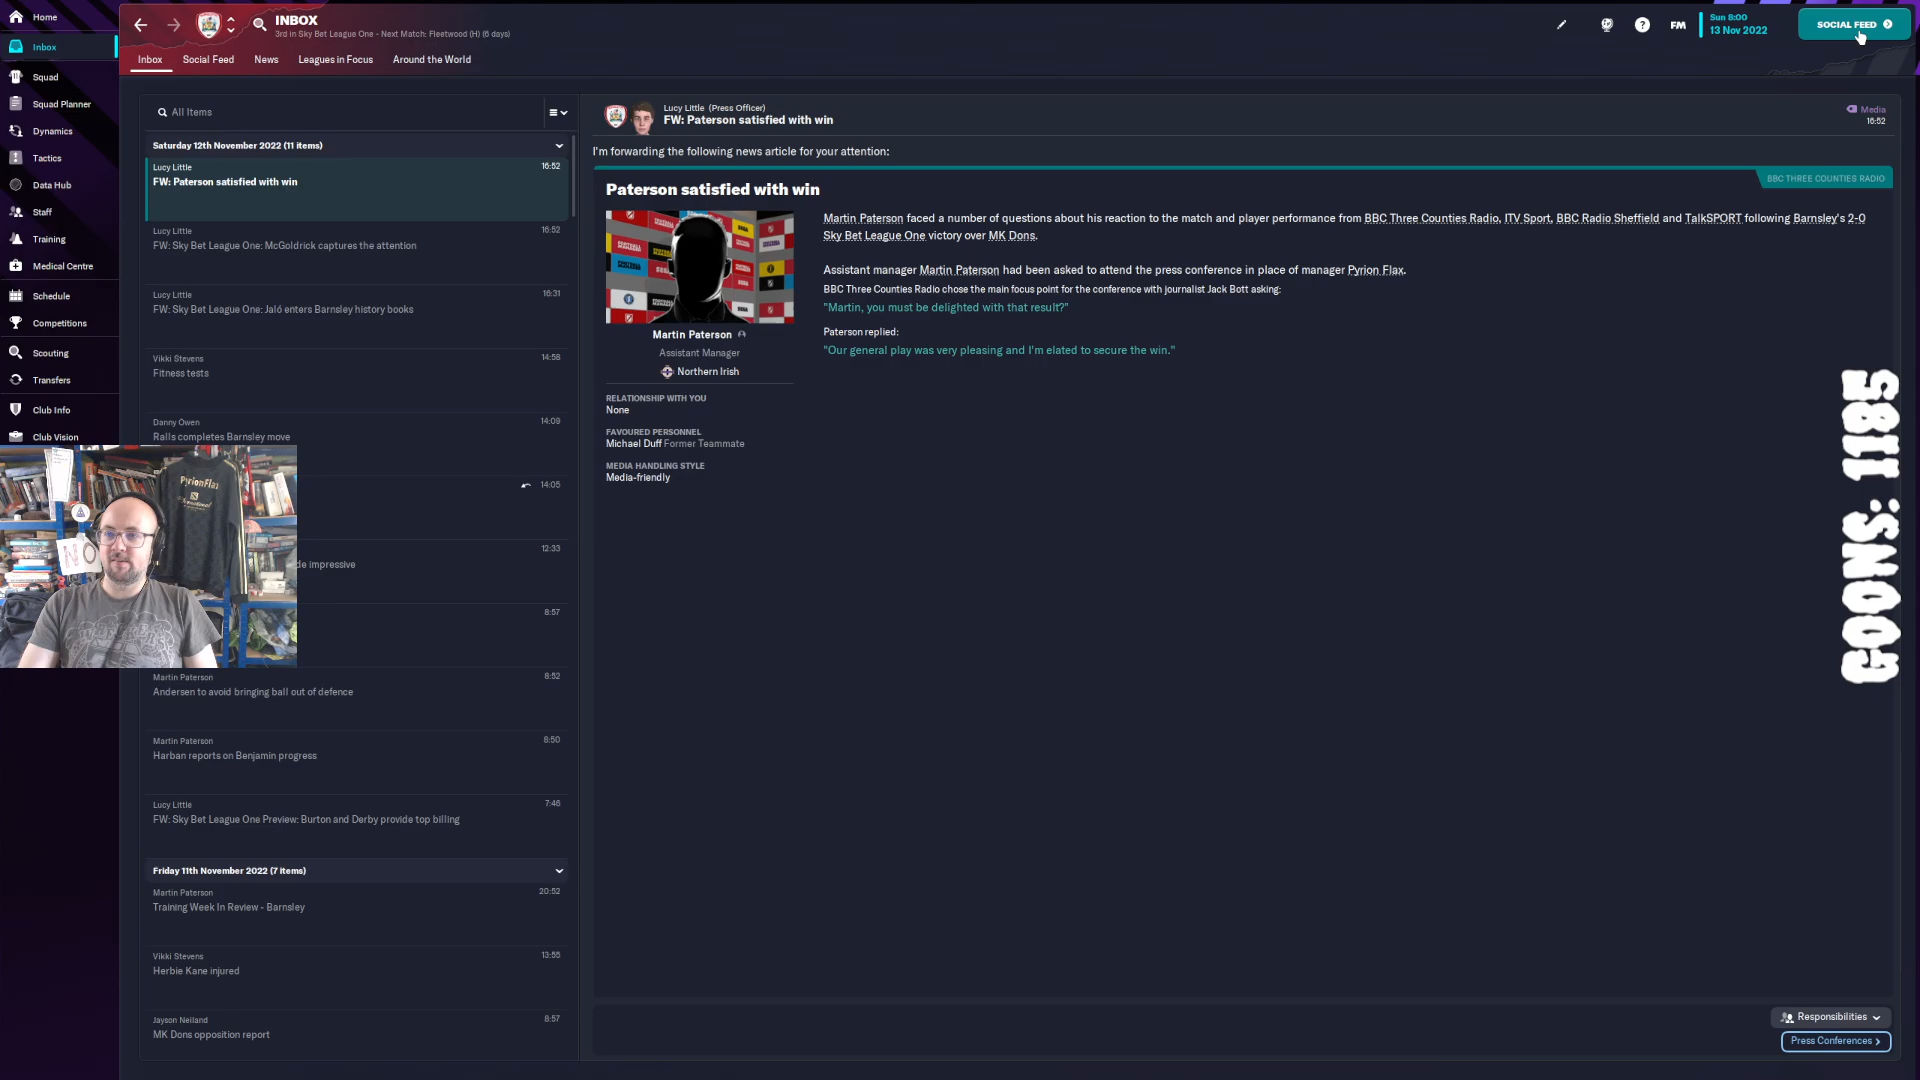 Home
Inbox
Squad
Squad Planner
Dynamics
Tactics
Data Hub
Staff
Training
Medical Centre
Schedule
Competitions
Scouting
Transfers
Club Info
Club Vision
INBOX
3rd in Sky Bet League One - Next Match: Fleetwood (H) (6 days)
FM
Sun 8:00
13 Nov 2022
SOCIAL FEED
Inbox
Social Feed
News
Leagues in Focus
Around the World
All Items
Saturday 12th November 2022 (11 items)
Lucy Little 16:52
FW: Paterson satisfied with win
Lucy Little 16:52
FW: Sky Bet League One: McGoldrick captures the attention
Lucy Little 16:31
FW: Sky Bet League One: Jaló enters Barnsley history books
Vikki Stevens 14:58
Fitness tests
Danny Owen 14:09
Ralls completes Barnsley move
14:05
12:33
de impressive
8:57
Martin Paterson 8:52
Andersen to avoid bringing ball out of defence
Martin Paterson 8:50
Harban reports on Benjamin progress
Lucy Little 7:46
FW: Sky Bet League One Preview: Burton and Derby provide top billing
Friday 11th November 2022 (7 items)
Martin Paterson 20:52
Training Week In Review - Barnsley
Vikki Stevens 13:55
Herbie Kane injured
Jayson Neiland 8:57
MK Dons opposition report
Lucy Little (Press Officer)
FW: Paterson satisfied with win
Media
16:52
I'm forwarding the following news article for your attention:
BBC THREE COUNTIES RADIO
Paterson satisfied with win
Martin Paterson faced a number of questions about his reaction to the match and player performance from BBC Three Counties Radio, ITV Sport, BBC Radio Sheffield and TalkSPORT following Barnsley's 2-0
Sky Bet League One victory over MK Dons.
Assistant manager Martin Paterson had been asked to attend the press conference in place of manager Pyrion Flax.
BBC Three Counties Radio chose the main focus point for the conference with journalist Jack Bott asking:
"Martin, you must be delighted with that result?"
Paterson replied:
"Our general play was very pleasing and I'm elated to secure the win."
Martin Paterson
Assistant Manager
Northern Irish
RELATIONSHIP WITH YOU
None
FAVOURED PERSONNEL
Michael Duff Former Teammate
MEDIA HANDLING STYLE
Media-friendly
PyrionFlax
NO
GOONS: 1185
Responsibilities
Press Conferences